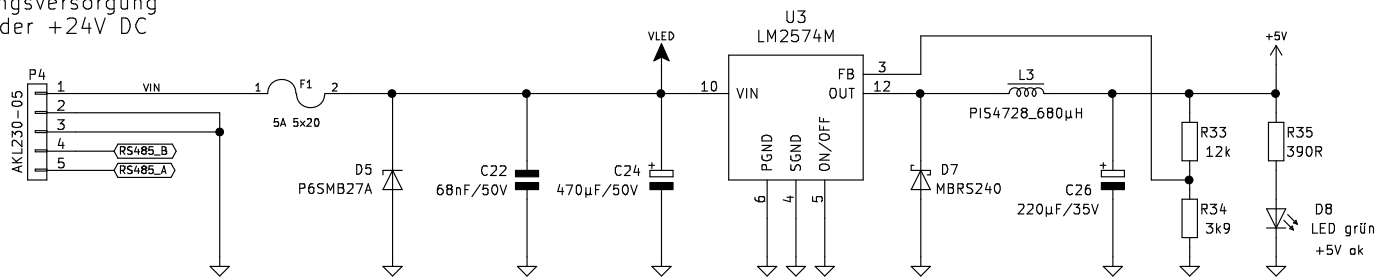 ngsversorgung
der +24V DC
P4
AKL230-05
1
2
3
4
5
VIN
RS485_B
RS485_A
1
F1
2
5A 5x20
D5
P6SMB27A
C22
68nF/50V
VLED
C24
+
470µF/50V
U3
LM2574M
10
VIN
FB
3
OUT
12
PGND
SGND
ON/OFF
6
4
5
D7
MBRS240
L3
PIS4728_680µH
+
C26
220µF/35V
R33
12k
R34
3k9
+5V
R35
390R
D8
LED grün
+5V ok